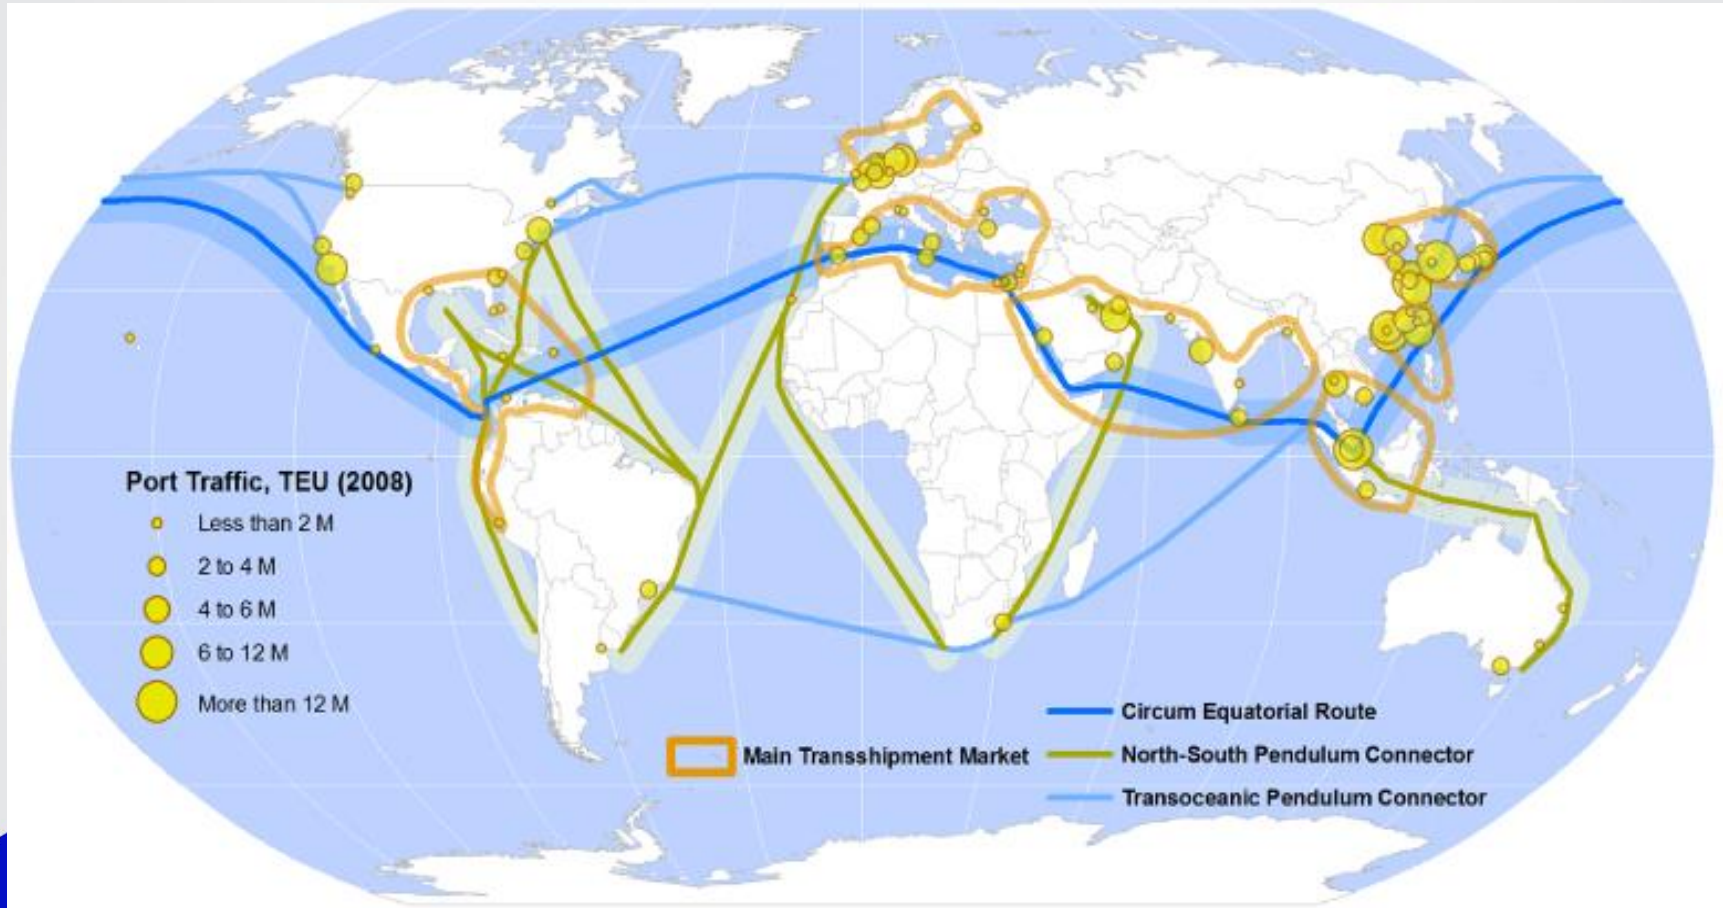 Port Traffic, TEU (2008)
Less than 2 M
2 to 4 M
4 to 6 M
6 to 12 M
More than 12 M
Main Transshipment Market
Circum Equatorial Route
North-South Pendulum Connector
Transoceanic Pendulum Connector